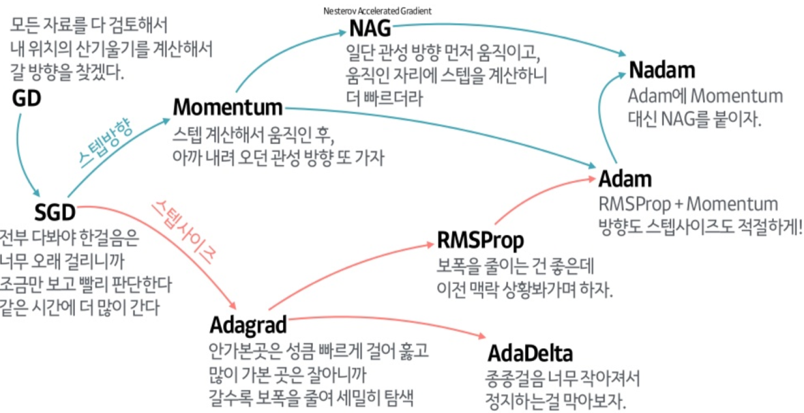 모든 자료를 다 검토해서
내 위치의 산기울기를 계산해서
갈 방향을 찾겠다.
GD
Nesterov Accelerated Gradient
NAG
일단 관성 방향 먼저 움직이고,
움직인 자리에 스텝을 계산하니
더 빠르더라
Nadam
Adam에 Momentum
대신 NAG를 붙이자.
Momentum
스텝 계산해서 움직인 후,
아까 내려 오던 관성 방향 또 가자
스텝방향
Adam
RMSProp + Momentum
방향도 스텝사이즈도 적절하게!
SGD
전부 다봐야 한걸음은
너무 오래 걸리니까
조금만 보고 빨리 판단한다
같은 시간에 더 많이 간다
스텝사이즈
RMSProp
보폭을 줄이는 건 좋은데
이전 맥락 상황봐가며 하자.
Adagrad
안가본곳은 성큼 빠르게 걸어 훑고
많이 가본 곳은 잘아니까
갈수록 보폭을 줄여 세밀히 탐색
AdaDelta
종종걸음 너무 작아져서
정지하는걸 막아보자.